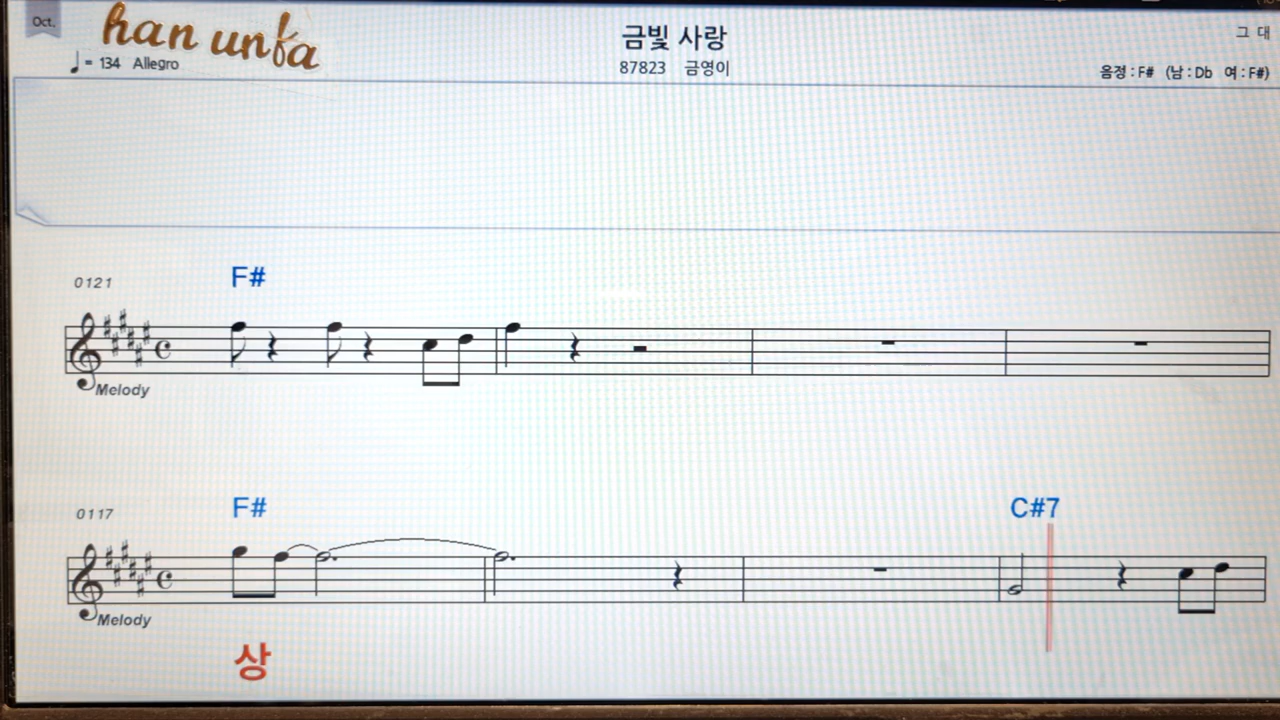 Oct.
han unfa
♩= 134 Allegro
금빛 사랑
87823 금영이
그 대
음정 : F# (남 : Db 여 : F#)
0121
F#
Melody
0117
F#
C#7
Melody
상